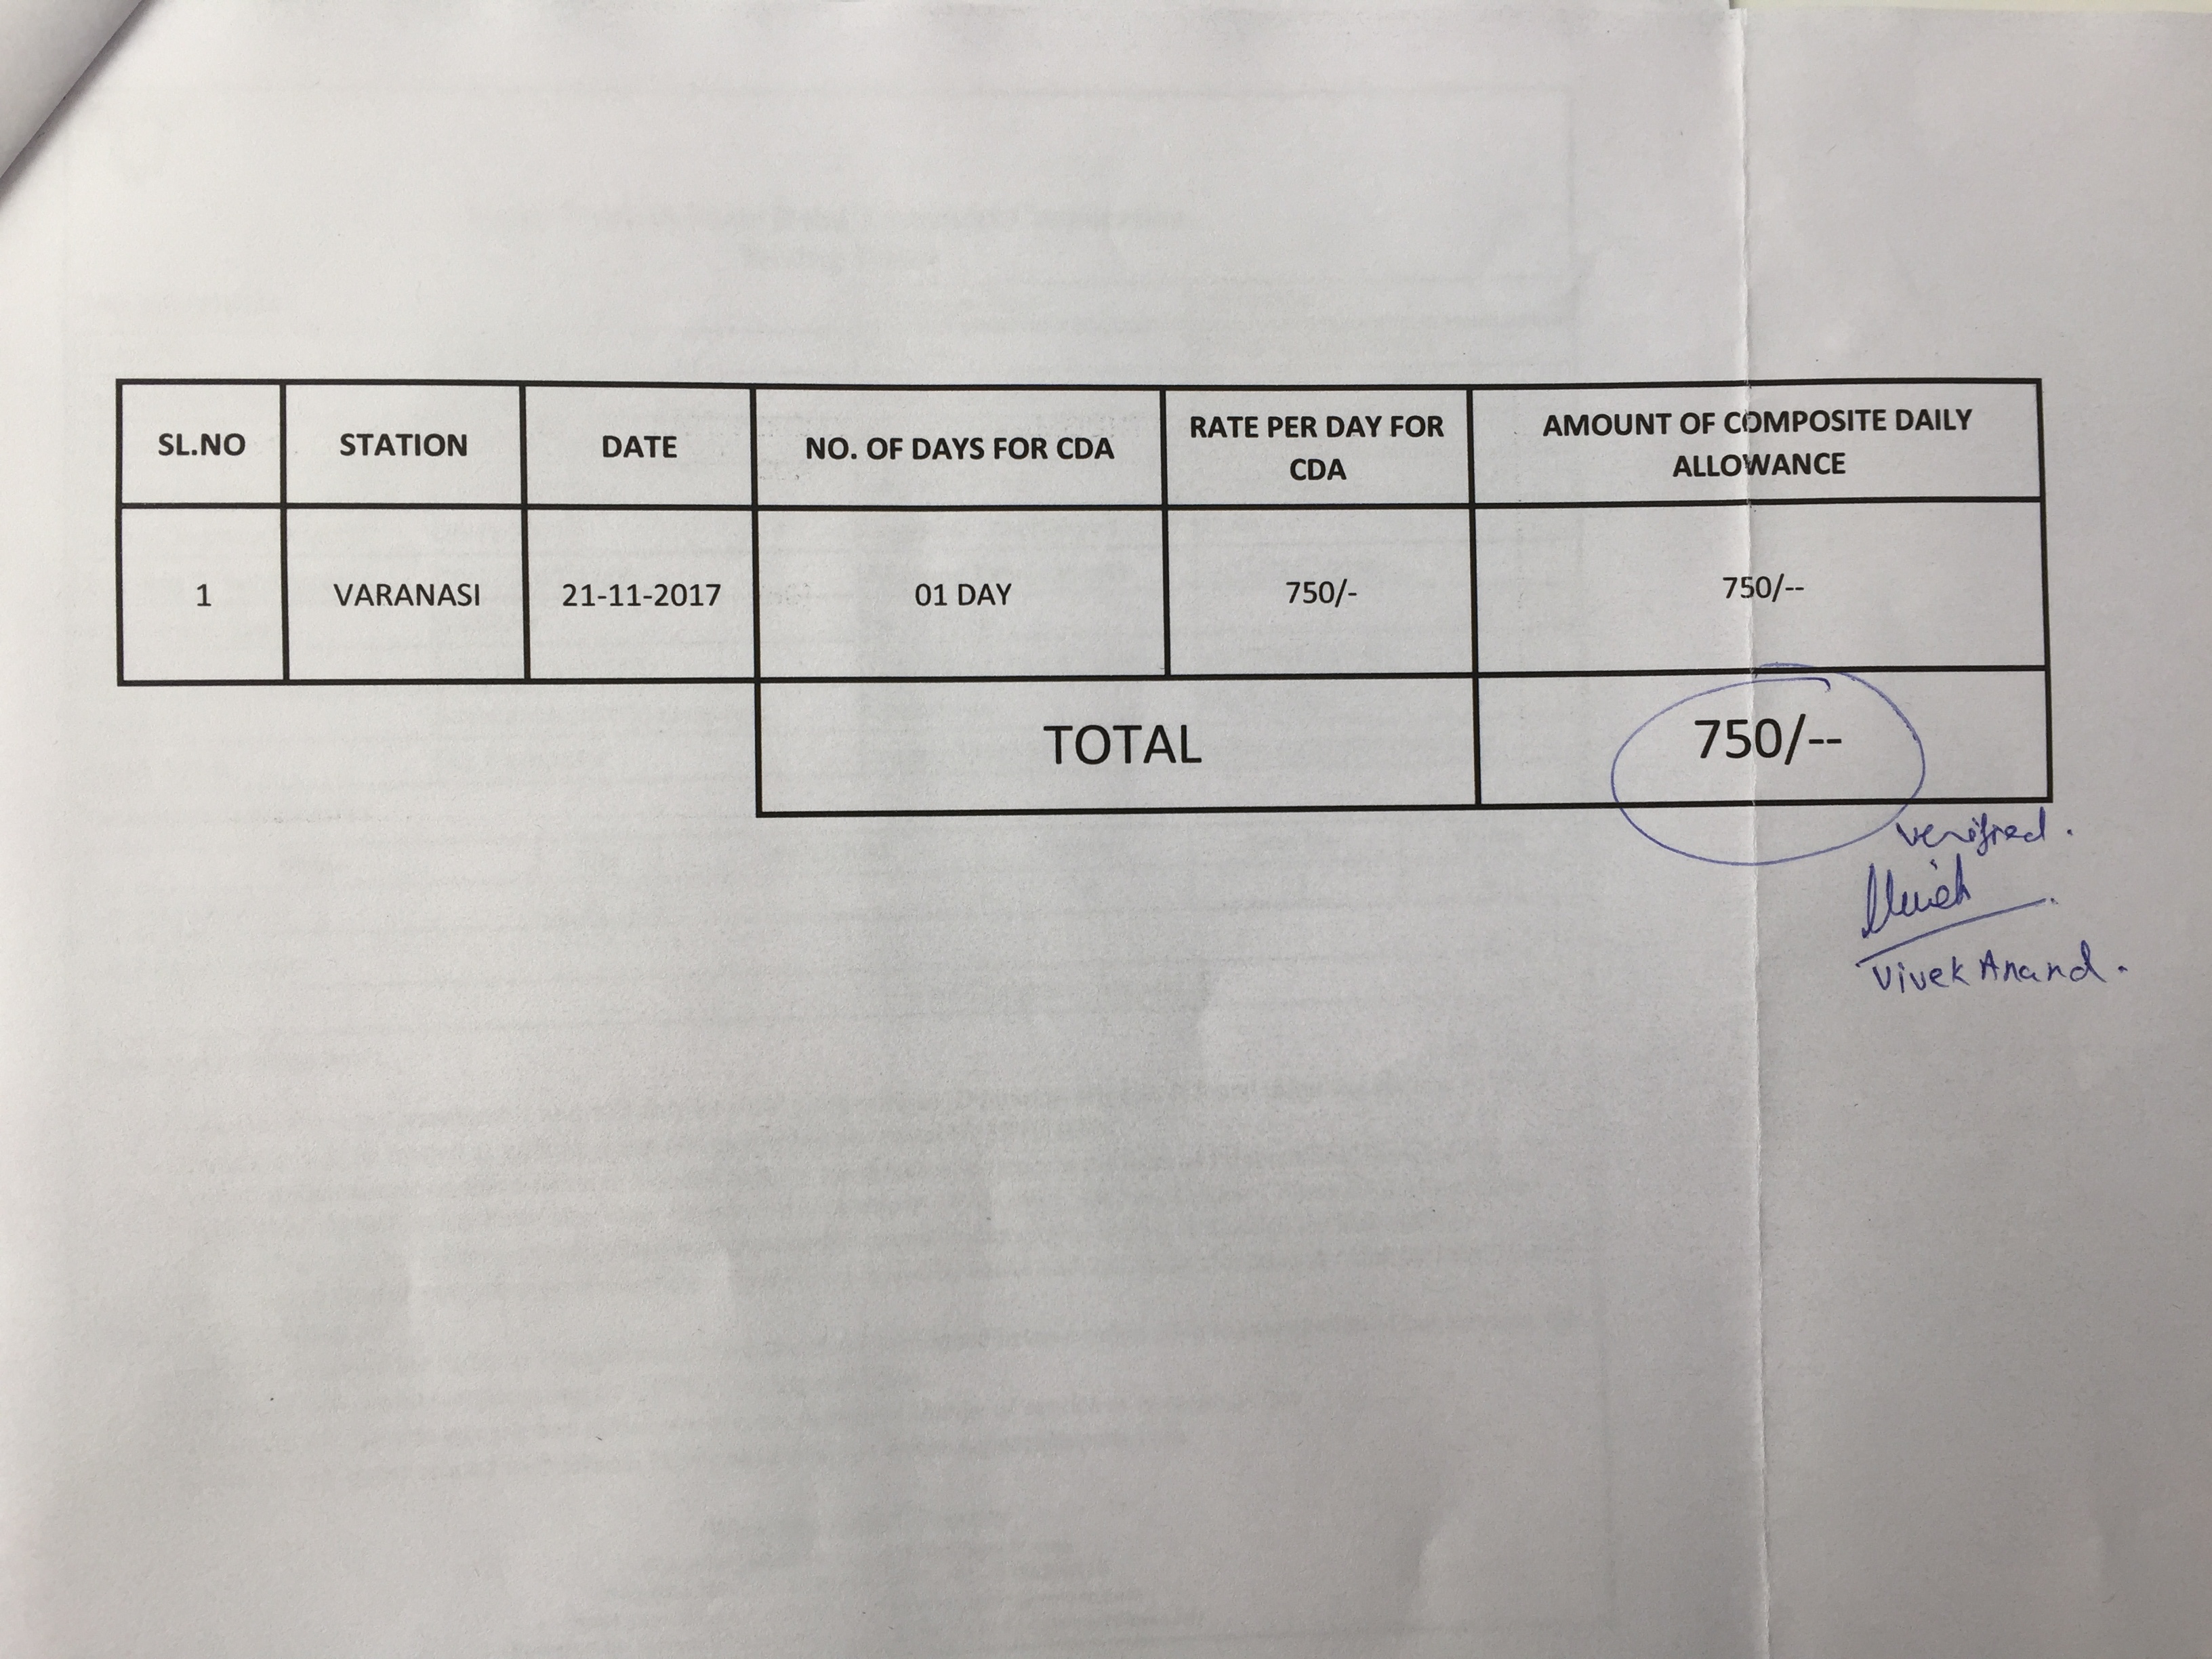 SL.NO STATION DATE NO. OF DAYS FOR CDA RATE PER DAY FOR CDA AMOUNT OF COMPOSITE DAILY ALLOWANCE
1 VARANASI 21-11-2017 01 DAY 750/- 750/--
TOTAL 750/--
verified.
Vivek Anand.